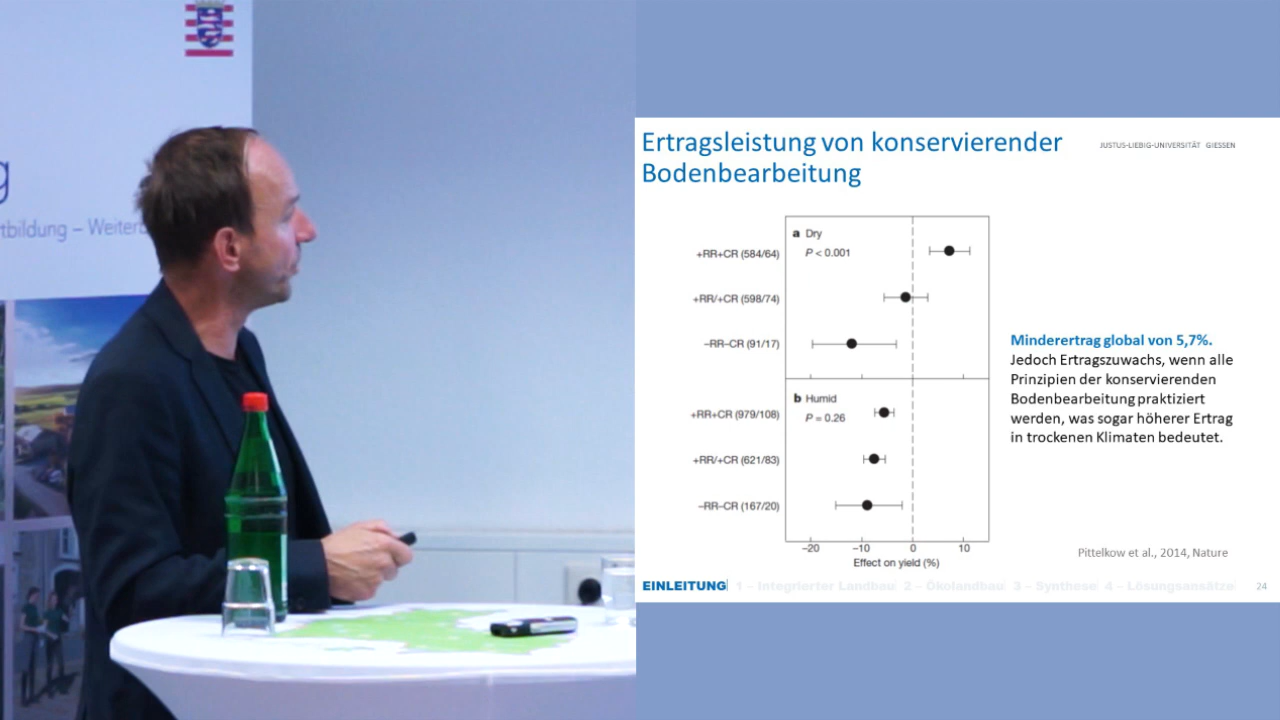 g
tbildung – Weiterb
Ertragsleistung von konservierender
Bodenbearbeitung
JUSTUS-LIEBIG-UNIVERSITÄT GIESSEN
a Dry
P < 0.001
+RR+CR (584/64)
+RR/+CR (598/74)
–RR–CR (91/17)
b Humid
P = 0.26
+RR+CR (979/108)
+RR/+CR (621/83)
–RR–CR (167/20)
–20 –10 0 10
Effect on yield (%)
Minderertrag global von 5,7%.
Jedoch Ertragszuwachs, wenn alle
Prinzipien der konservierenden
Bodenbearbeitung praktiziert
werden, was sogar höherer Ertrag
in trockenen Klimaten bedeutet.
Pittelkow et al., 2014, Nature
EINLEITUNG| 1 – Integrierter Landbau| 2 – Ökolandbau| 3 – Synthese| 4 – Lösungsansätze|
24